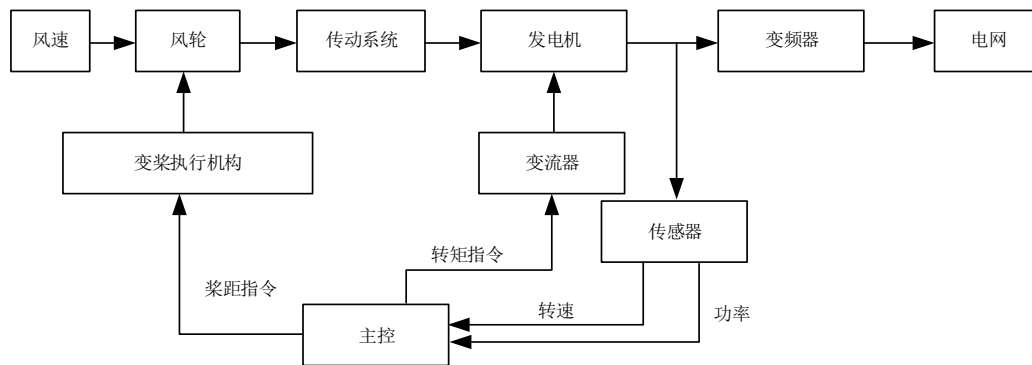 风速
风轮
传动系统
发电机
变频器
电网
变桨执行机构
变流器
传感器
转矩指令
桨距指令
转速
功率
主控